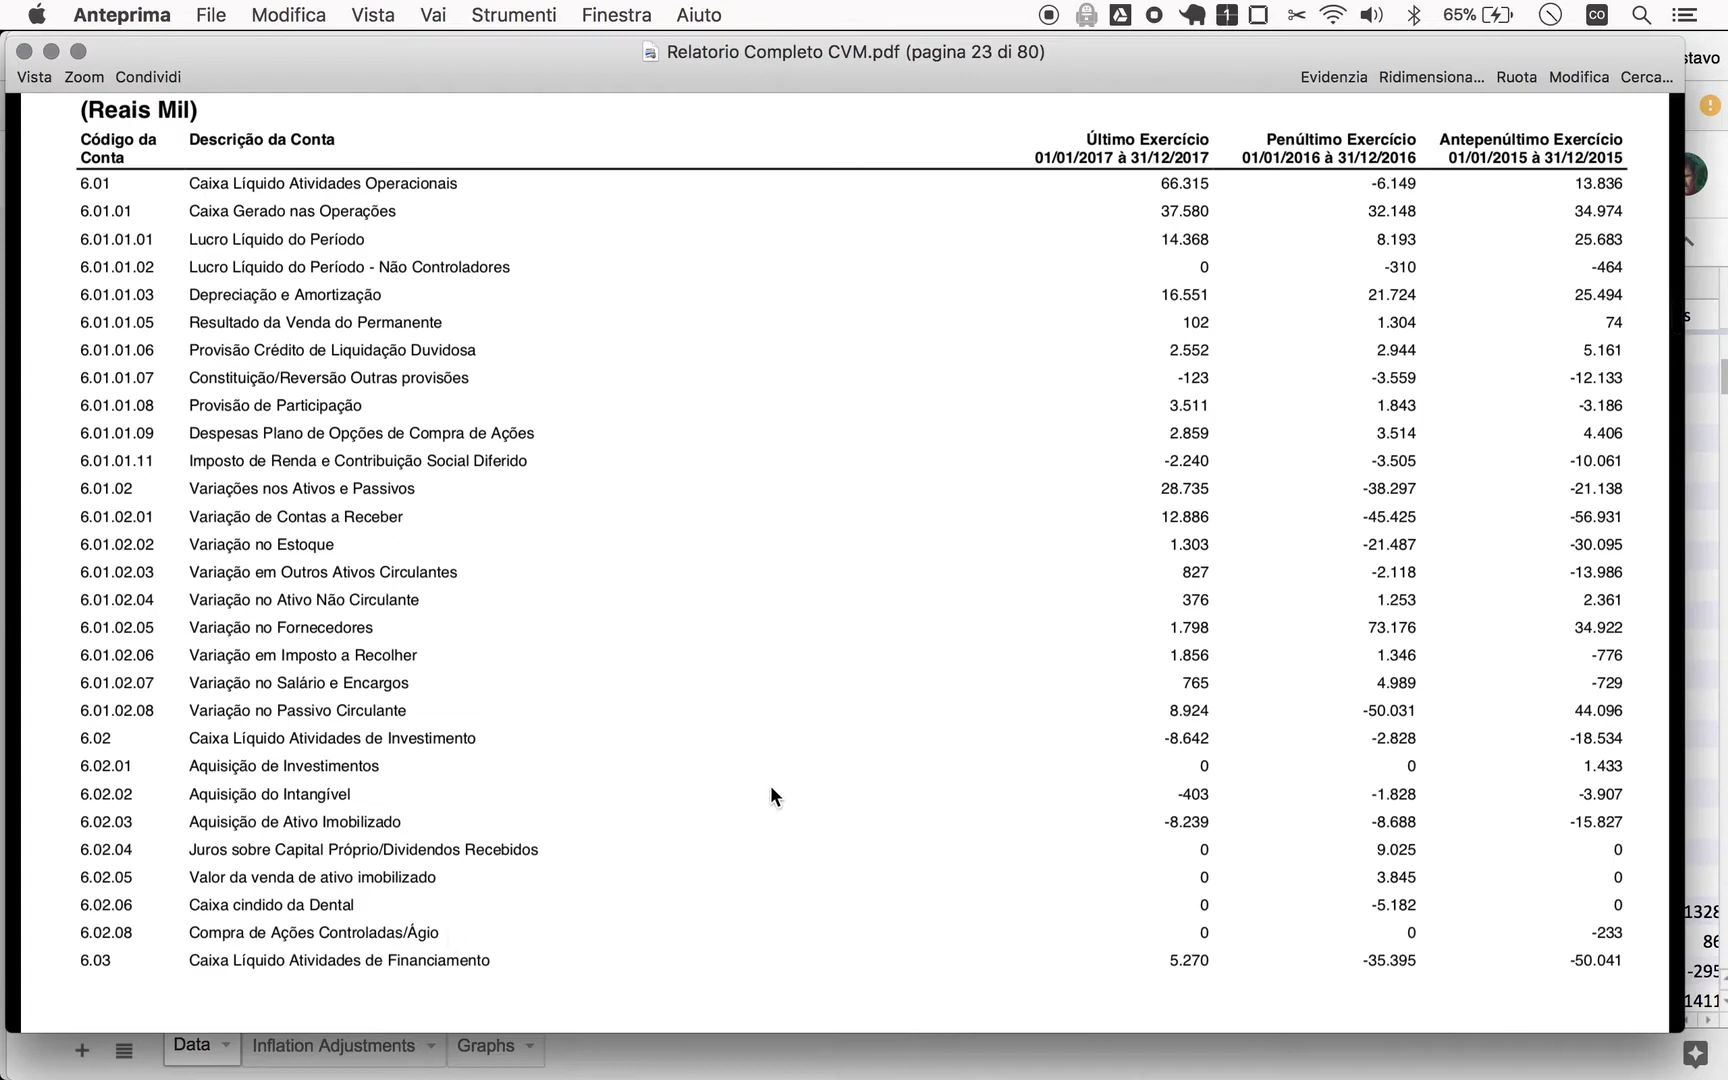 Anteprima File Modifica Vista Vai Strumenti Finestra Aiuto 1 65% CO
Relatorio Completo CVM.pdf (pagina 23 di 80)
stavo
Vista Zoom Condividi Evidenzia Ridimensiona... Ruota Modifica Cerca...
(Reais Mil)
Código da Descrição da Conta Último Exercício Penúltimo Exercício Antepenúltimo Exercício
Conta 01/01/2017 à 31/12/2017 01/01/2016 à 31/12/2016 01/01/2015 à 31/12/2015
6.01 Caixa Líquido Atividades Operacionais 66.315 -6.149 13.836
6.01.01 Caixa Gerado nas Operações 37.580 32.148 34.974
6.01.01.01 Lucro Líquido do Período 14.368 8.193 25.683
6.01.01.02 Lucro Líquido do Período - Não Controladores 0 -310 -464
6.01.01.03 Depreciação e Amortização 16.551 21.724 25.494
6.01.01.05 Resultado da Venda do Permanente 102 1.304 74
6.01.01.06 Provisão Crédito de Liquidação Duvidosa 2.552 2.944 5.161
6.01.01.07 Constituição/Reversão Outras provisões -123 -3.559 -12.133
6.01.01.08 Provisão de Participação 3.511 1.843 -3.186
6.01.01.09 Despesas Plano de Opções de Compra de Ações 2.859 3.514 4.406
6.01.01.11 Imposto de Renda e Contribuição Social Diferido -2.240 -3.505 -10.061
6.01.02 Variações nos Ativos e Passivos 28.735 -38.297 -21.138
6.01.02.01 Variação de Contas a Receber 12.886 -45.425 -56.931
6.01.02.02 Variação no Estoque 1.303 -21.487 -30.095
6.01.02.03 Variação em Outros Ativos Circulantes 827 -2.118 -13.986
6.01.02.04 Variação no Ativo Não Circulante 376 1.253 2.361
6.01.02.05 Variação no Fornecedores 1.798 73.176 34.922
6.01.02.06 Variação em Imposto a Recolher 1.856 1.346 -776
6.01.02.07 Variação no Salário e Encargos 765 4.989 -729
6.01.02.08 Variação no Passivo Circulante 8.924 -50.031 44.096
6.02 Caixa Líquido Atividades de Investimento -8.642 -2.828 -18.534
6.02.01 Aquisição de Investimentos 0 0 1.433
6.02.02 Aquisição do Intangível -403 -1.828 -3.907
6.02.03 Aquisição de Ativo Imobilizado -8.239 -8.688 -15.827
6.02.04 Juros sobre Capital Próprio/Dividendos Recebidos 0 9.025 0
6.02.05 Valor da venda de ativo imobilizado 0 3.845 0
6.02.06 Caixa cindido da Dental 0 -5.182 0
6.02.08 Compra de Ações Controladas/Ágio 0 0 -233
6.03 Caixa Líquido Atividades de Financiamento 5.270 -35.395 -50.041
Data Inflation Adjustments Graphs